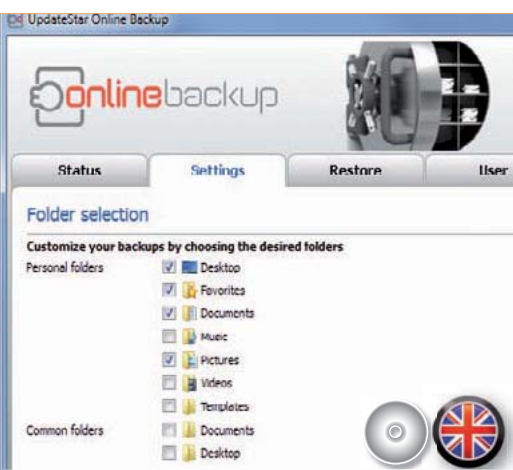 UpdateStar Online Backup
onlinebackup
Status Settings Restore User
Folder selection
Customize your backups by choosing the desired folders
Personal folders Desktop
Favorites
Documents
Music
Pictures
Videos
Templates
Common folders Documents
Desktop